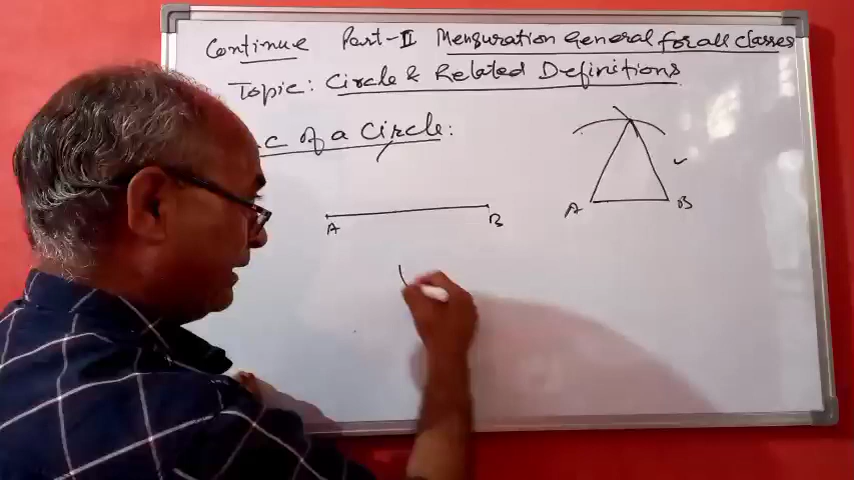 Continue Part-II Mensuration General for all classes
Topic: Circle & Related Definitions
c of a Circle:
A B
A B